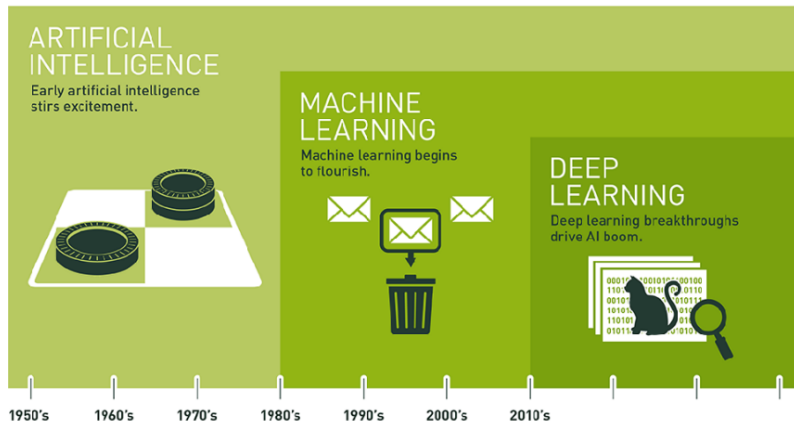 ARTIFICIAL
INTELLIGENCE
Early artificial intelligence
stirs excitement.
MACHINE
LEARNING
Machine learning begins
to flourish.
DEEP
LEARNING
Deep learning breakthroughs
drive AI boom.
1950's 1960's 1970's 1980's 1990's 2000's 2010's